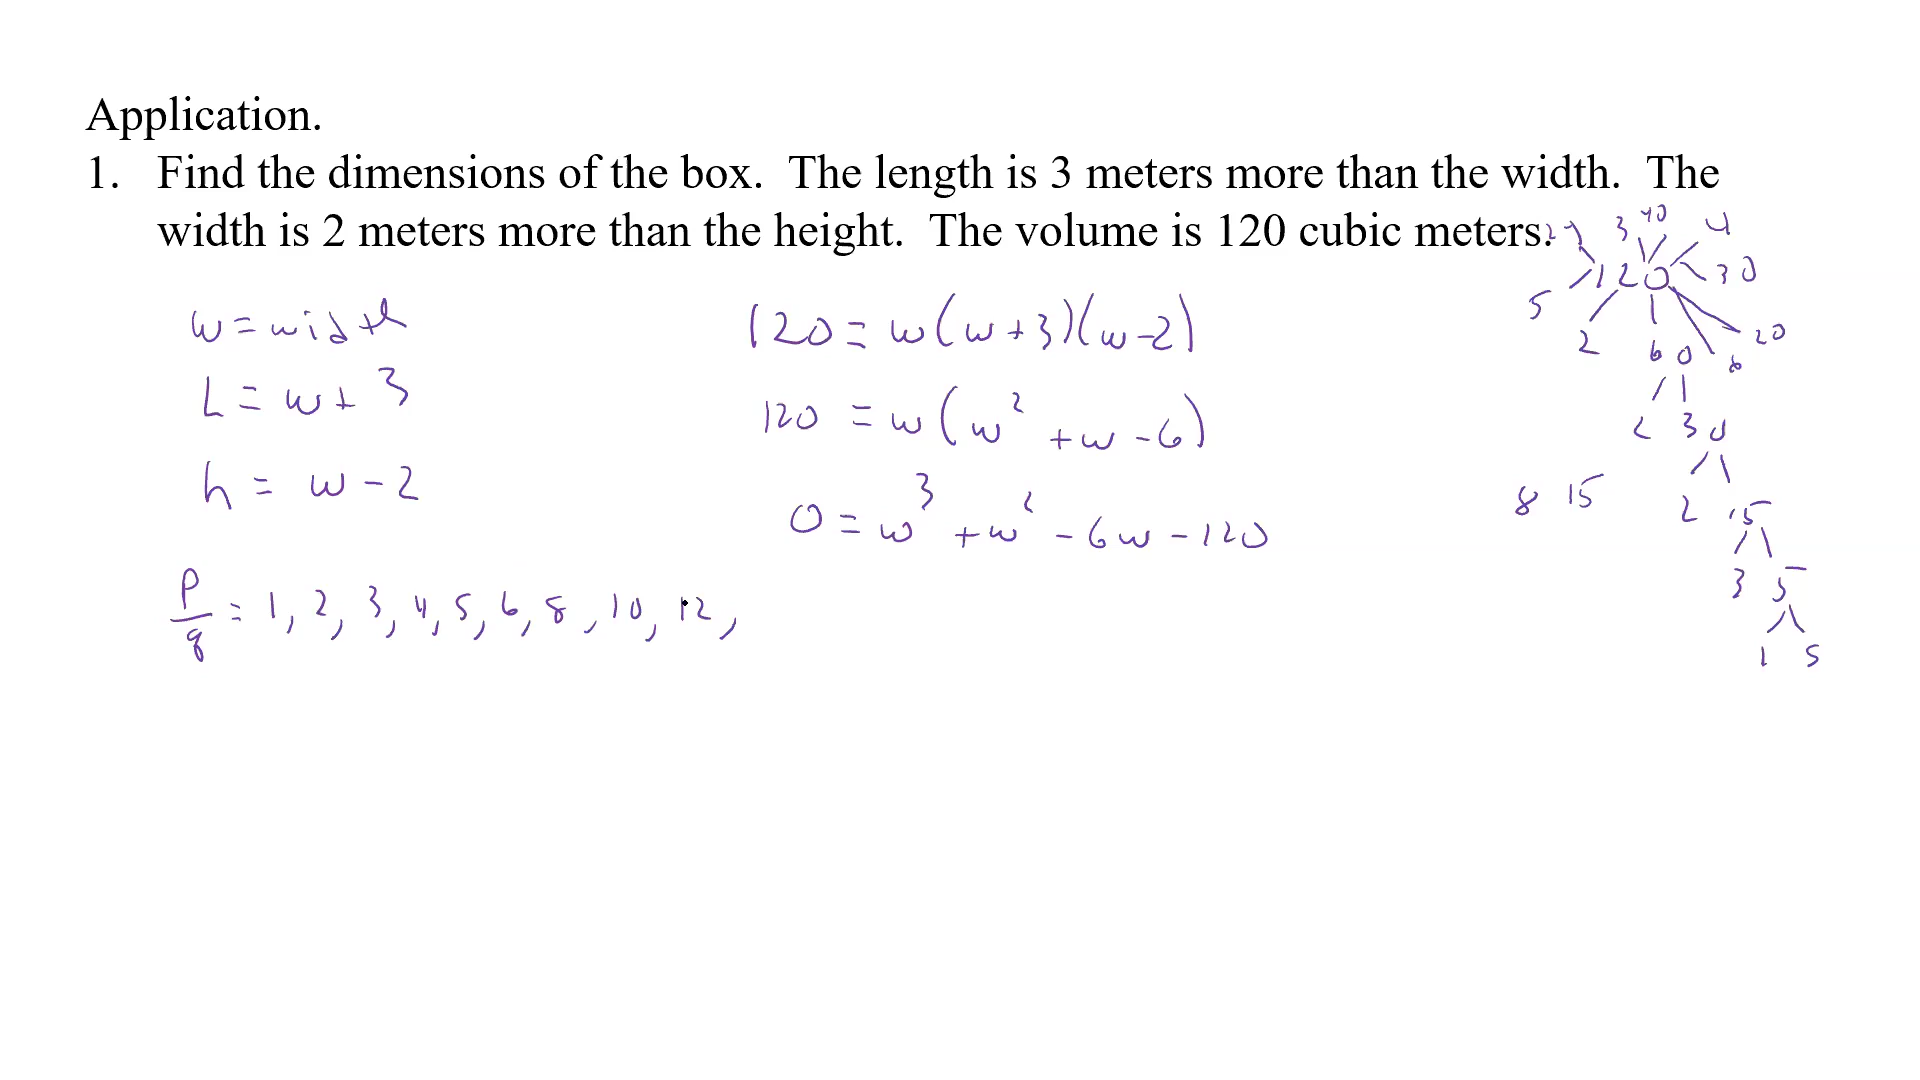 Application.
1. Find the dimensions of the box. The length is 3 meters more than the width. The
width is 2 meters more than the height. The volume is 120 cubic meters.
w = width
L = w + 3
h = w - 2
120 = w(w+3)(w-2)
120 = w(w² + w - 6)
0 = w³ + w² - 6w - 120
p/q = 1, 2, 3, 4, 5, 6, 8, 10, 12,
3 40 4
120 30
5
2 60 20
2 30
8 15 2 15
3 5
1 5